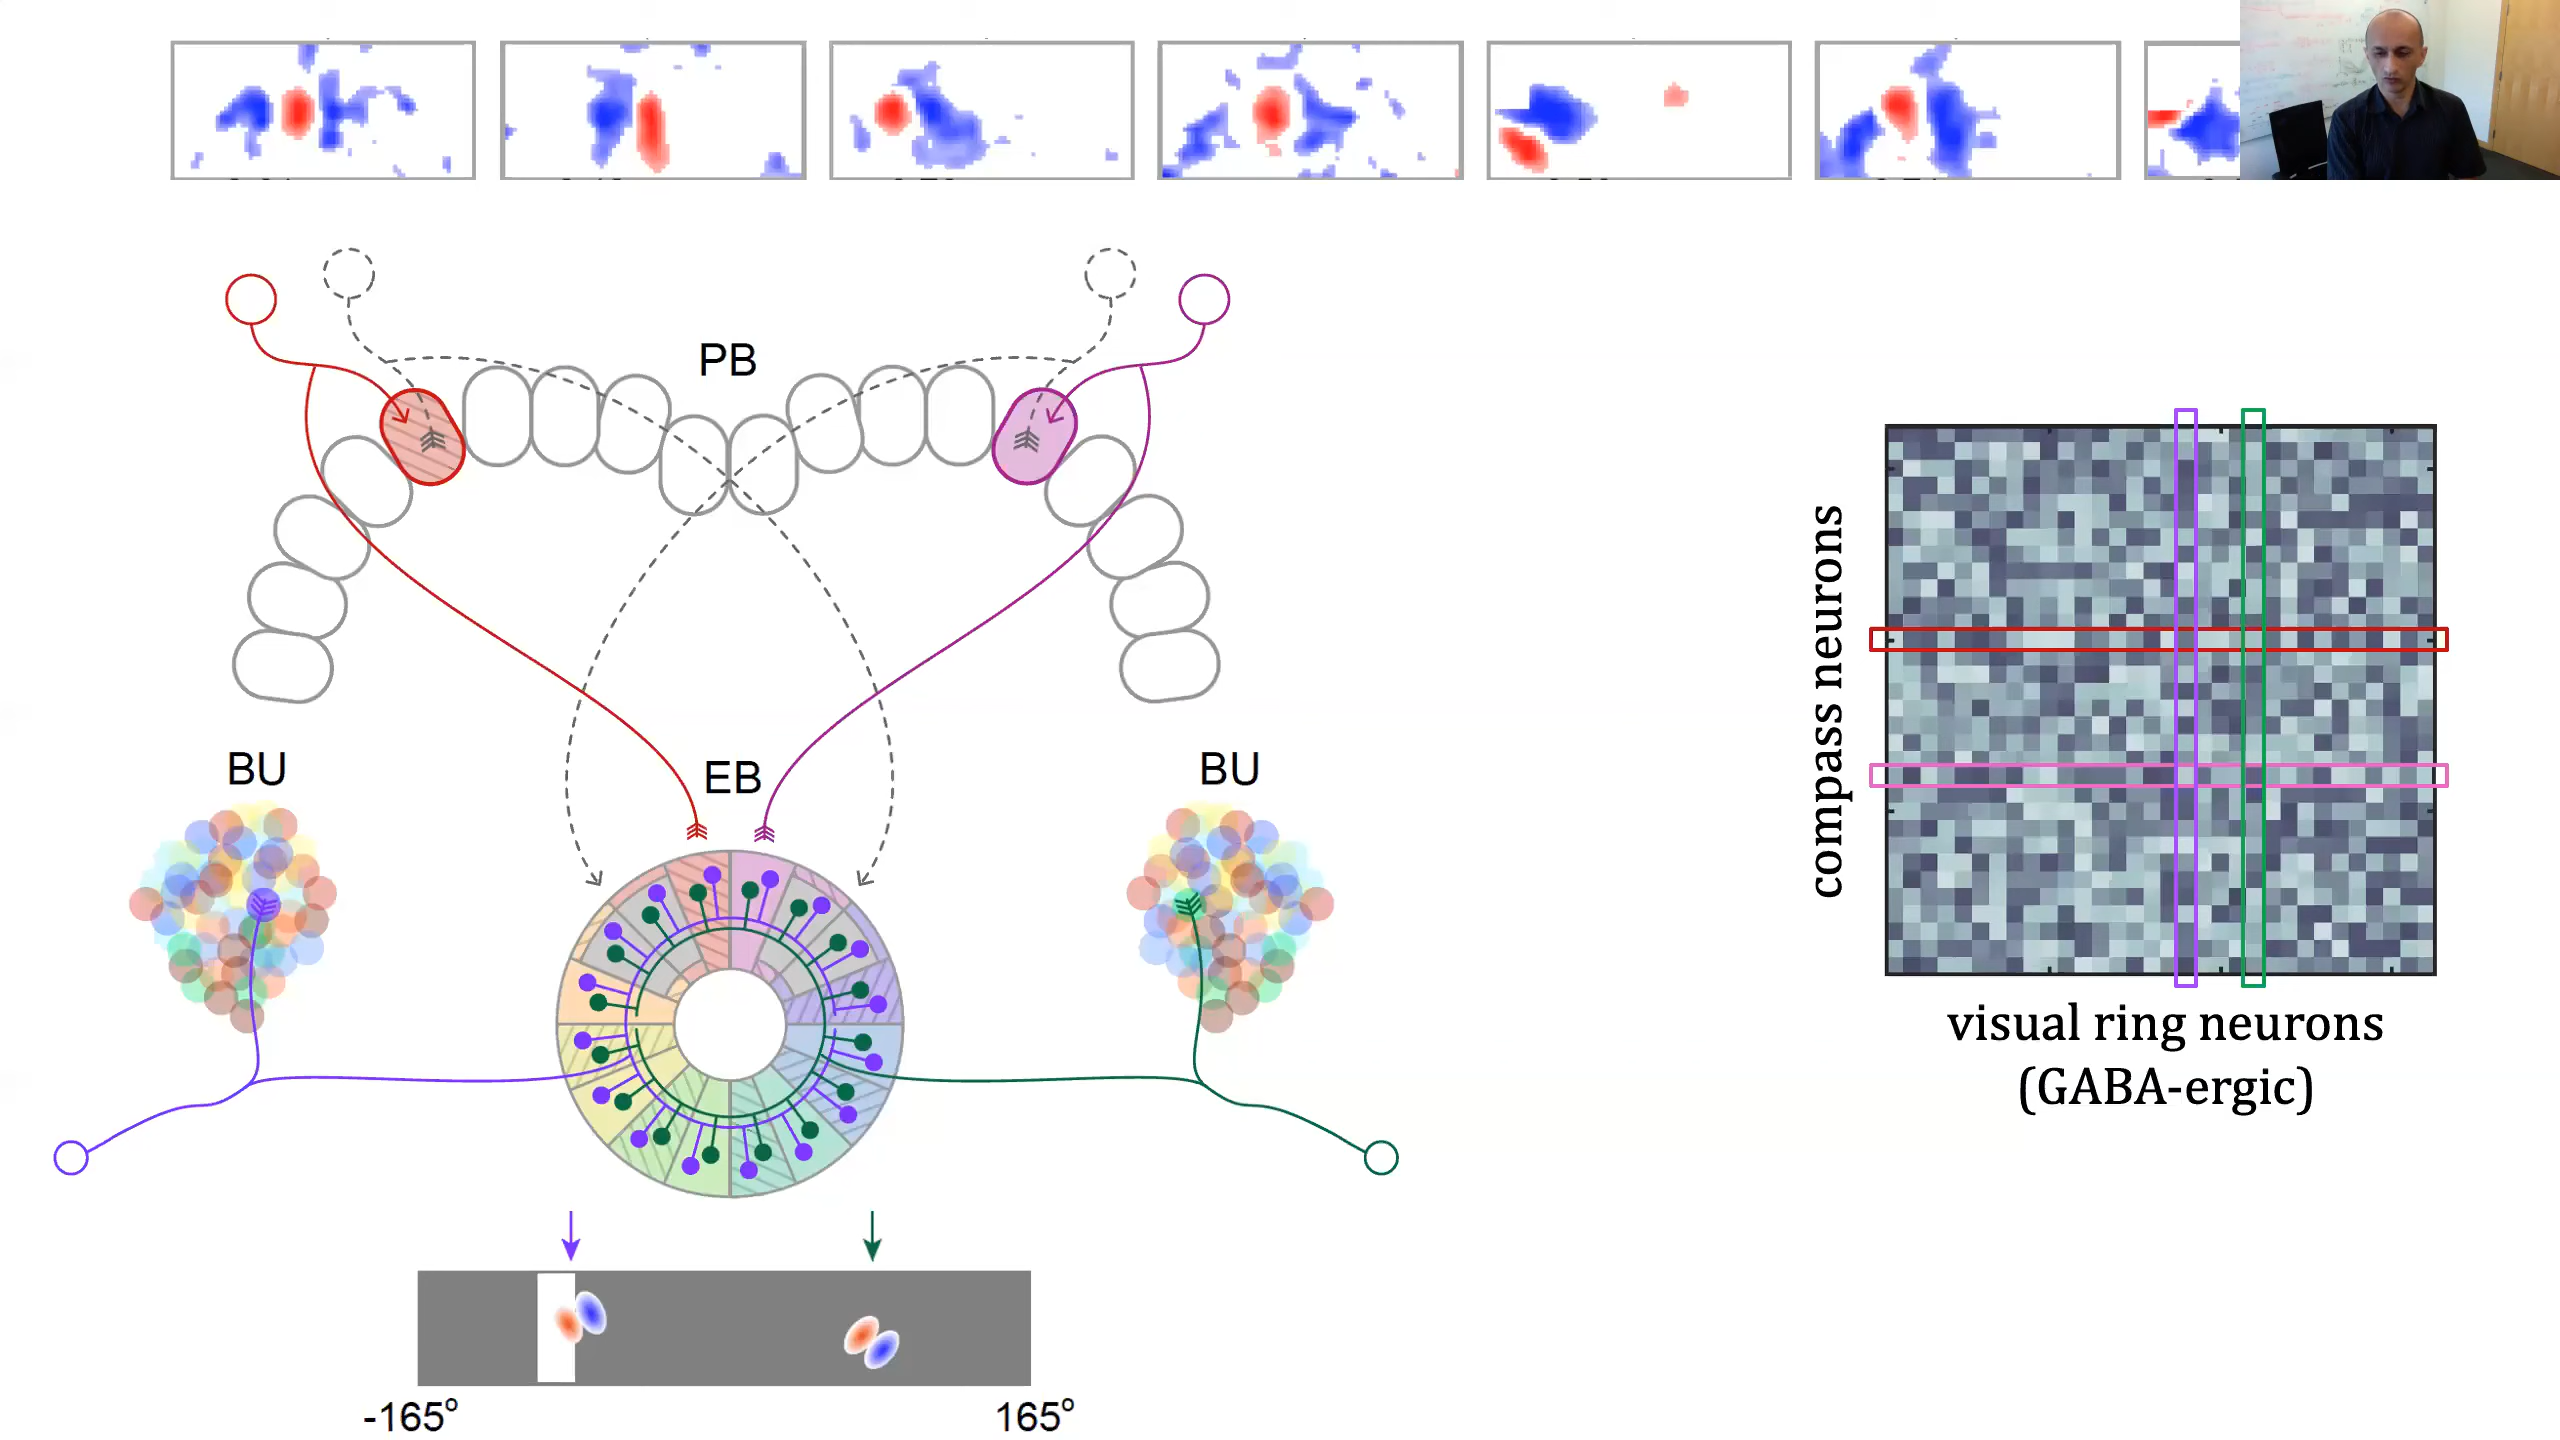 PB
EB
BU
BU
-165°
165°
compass neurons
visual ring neurons
(GABA-ergic)